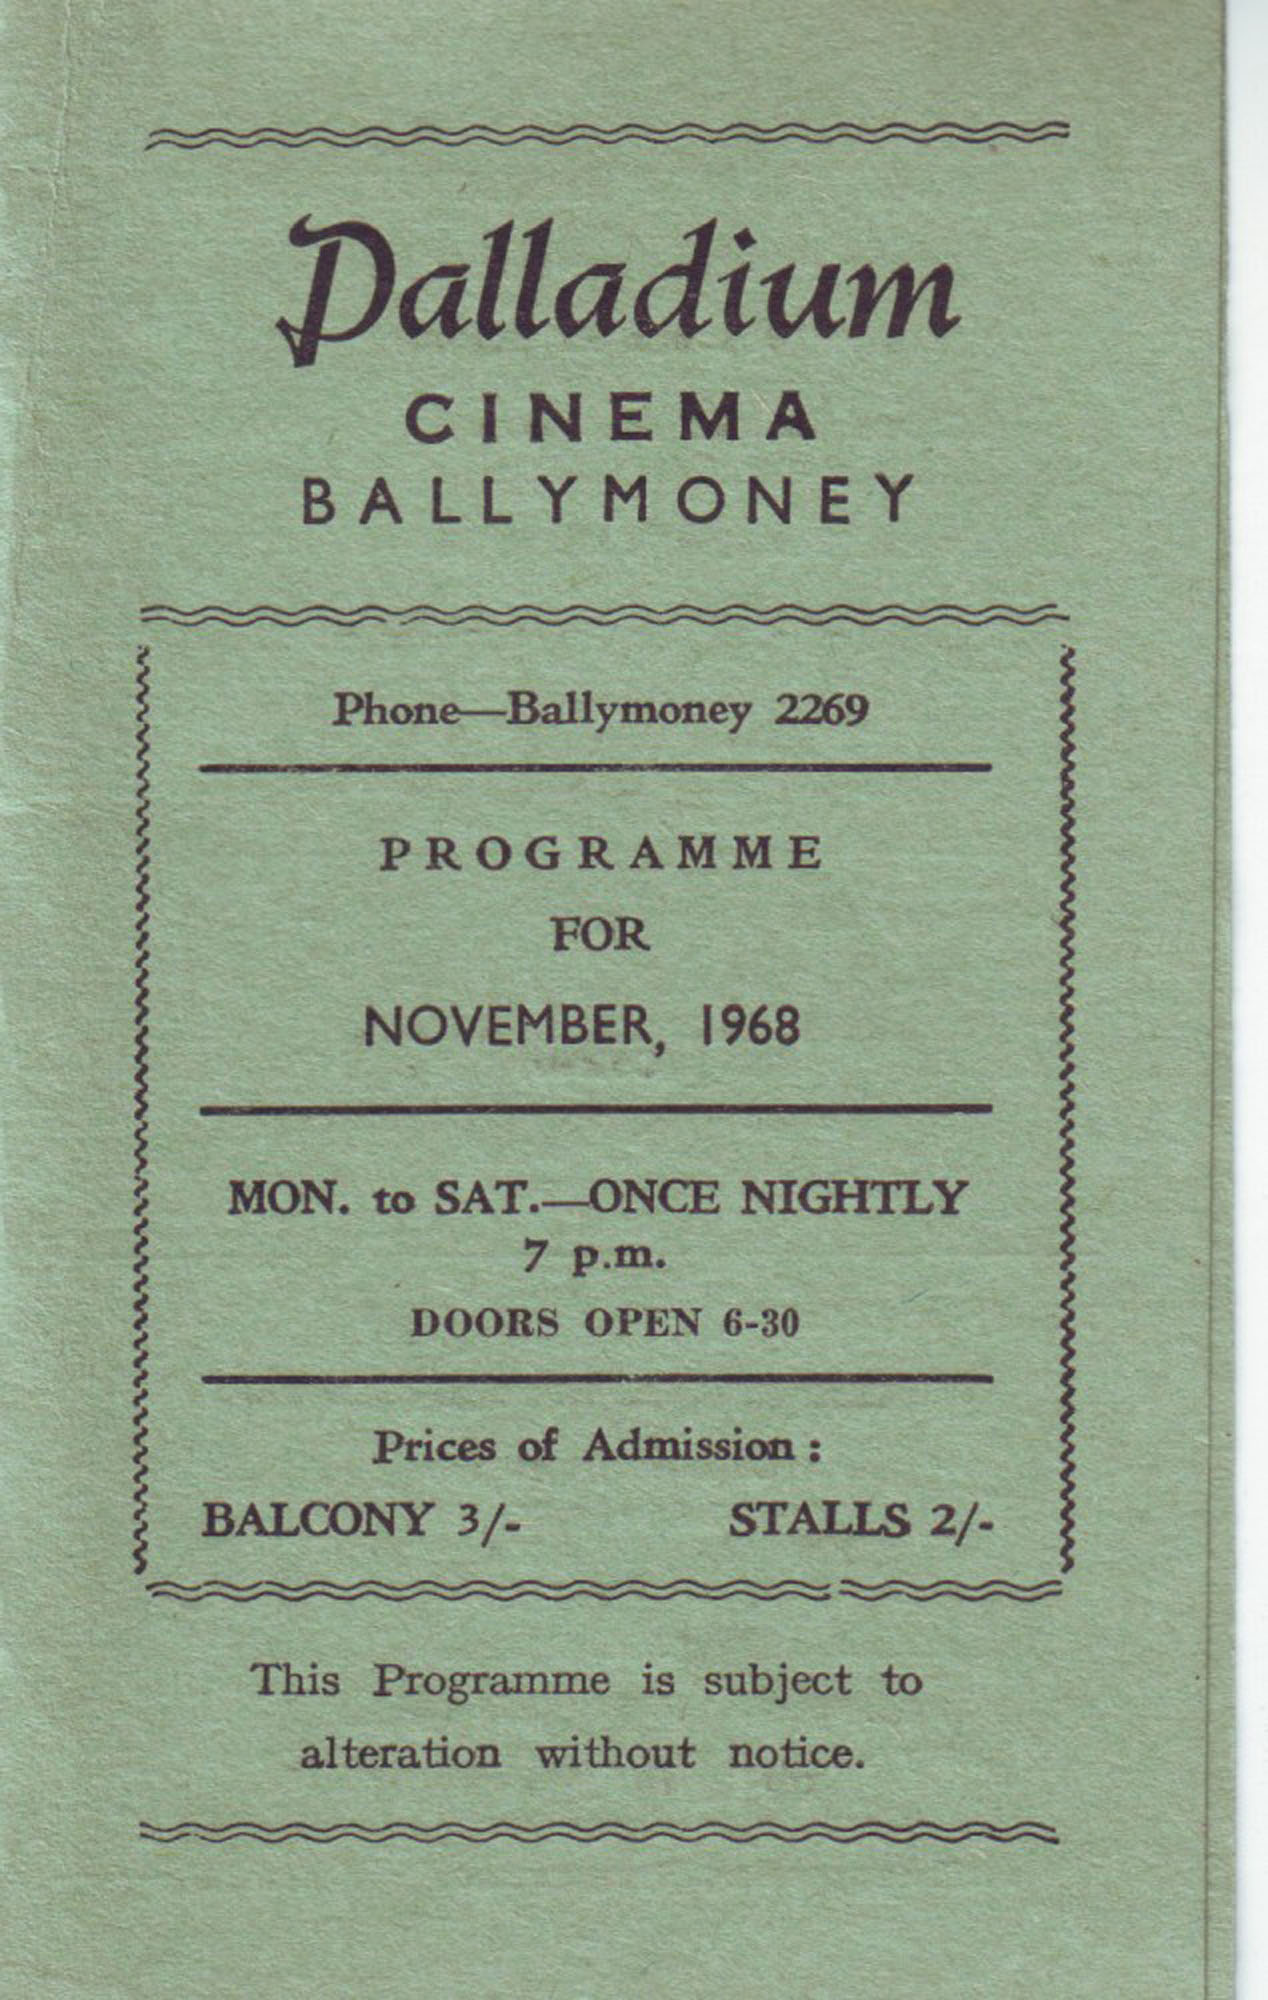 Palladium
CINEMA
BALLYMONEY
Phone—Ballymoney 2269
PROGRAMME
FOR
NOVEMBER, 1968
MON. to SAT.—ONCE NIGHTLY
7 p.m.
DOORS OPEN 6-30
Prices of Admission :
BALCONY 3/- STALLS 2/-
This Programme is subject to
alteration without notice.